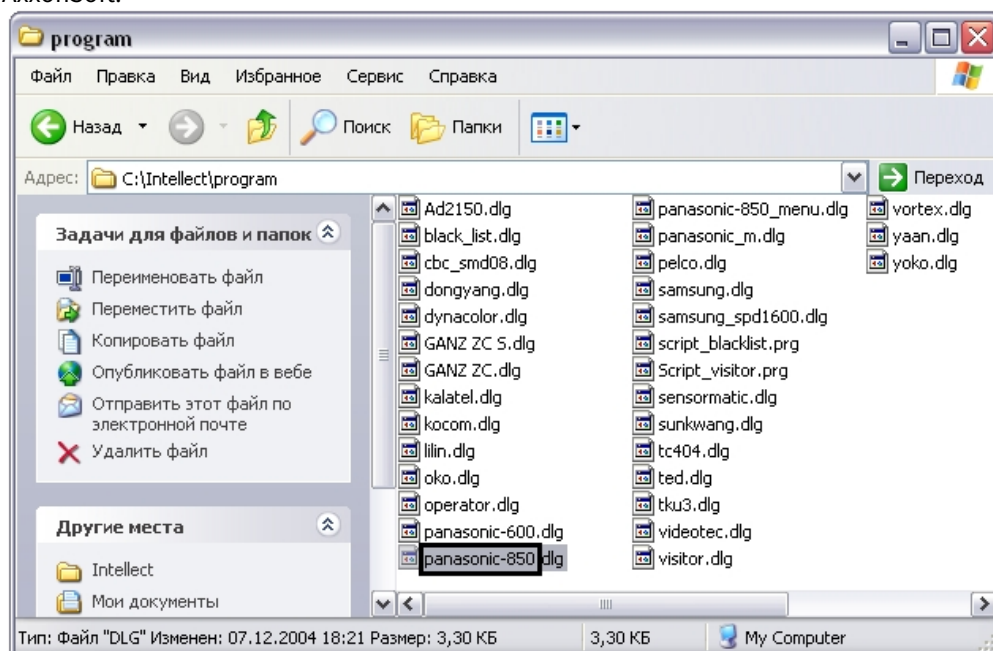 AxxonSoft.
program
Файл Правка Вид Избранное Сервис Справка
Назад Поиск Папки
Адрес: C:\Intellect\program Переход
Задачи для файлов и папок
Переименовать файл
Переместить файл
Копировать файл
Опубликовать файл в вебе
Отправить этот файл по
электронной почте
Удалить файл
Другие места
Intellect
Мои документы
Ad2150.dlg
black_list.dlg
cbc_smd08.dlg
dongyang.dlg
dynacolor.dlg
GANZ ZC S.dlg
GANZ ZC.dlg
kalatel.dlg
kocom.dlg
lilin.dlg
oko.dlg
operator.dlg
panasonic-600.dlg
panasonic-850.dlg
panasonic-850_menu.dlg
panasonic_m.dlg
pelco.dlg
samsung.dlg
samsung_spd1600.dlg
script_blacklist.prg
Script_visitor.prg
sensormatic.dlg
sunkwang.dlg
tc404.dlg
ted.dlg
tku3.dlg
videotec.dlg
visitor.dlg
vortex.dlg
yaan.dlg
yoko.dlg
Тип: Файл "DLG" Изменен: 07.12.2004 18:21 Размер: 3,30 КБ 3,30 КБ My Computer